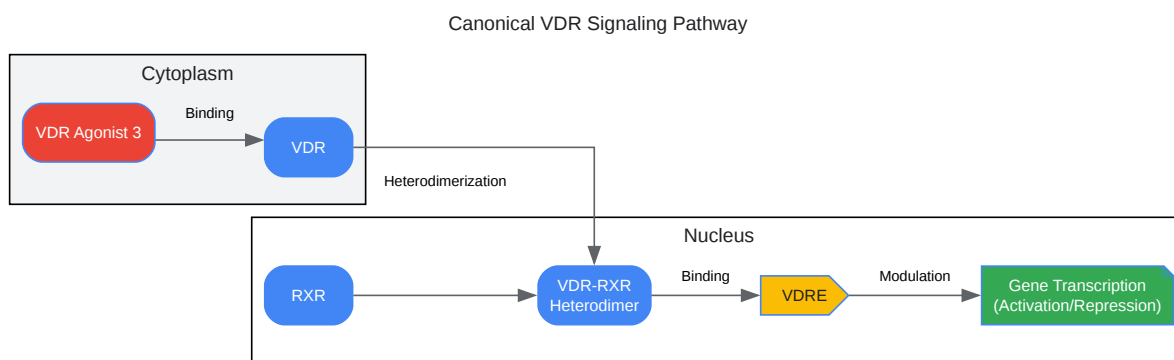 Canonical VDR Signaling Pathway
Cytoplasm
Binding
VDR Agonist 3
VDR
Heterodimerization
Nucleus
RXR
VDR-RXR
Heterodimer
Binding
VDRE
Modulation
Gene Transcription
(Activation/Repression)